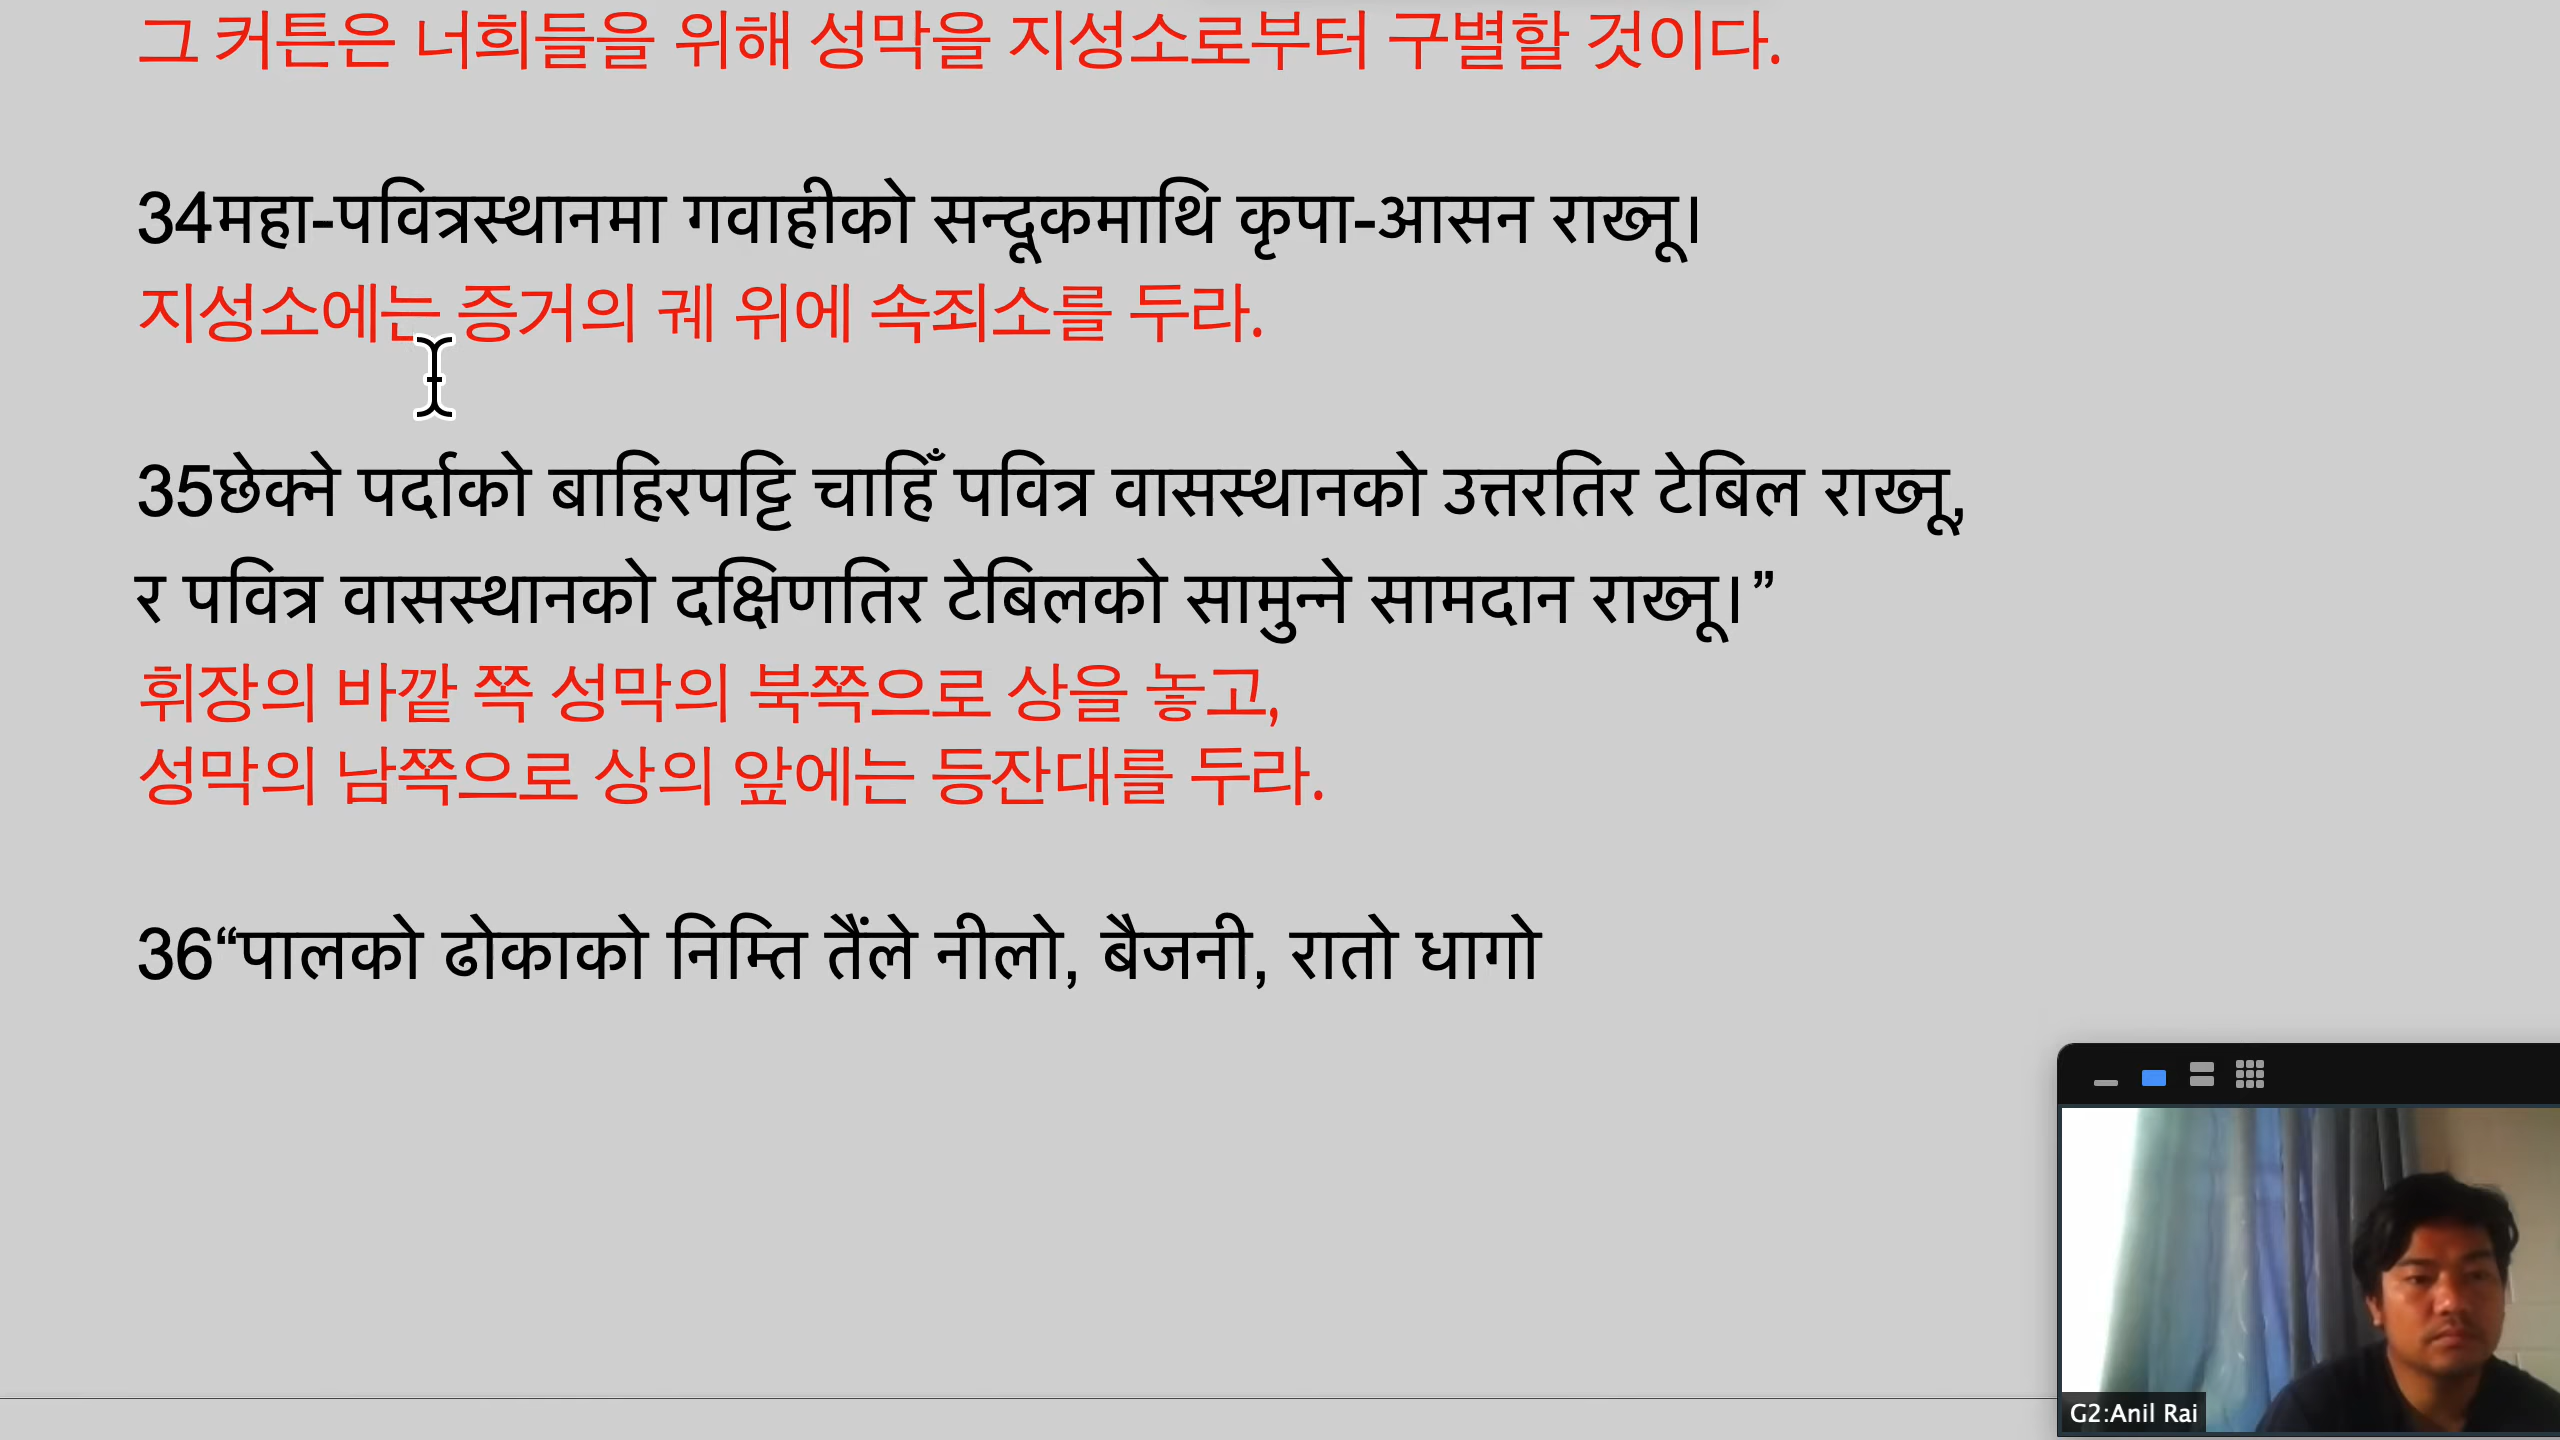 그 커튼은 너희들을 위해 성막을 지성소로부터 구별할 것이다.
34महा-पवित्रस्थानमा गवाहीको सन्दूकमाथि कृपा-आसन राख्नू।
지성소에는 증거의 궤 위에 속죄소를 두라.
35छेक्ने पर्दाको बाहिरपट्टि चाहिँ पवित्र वासस्थानको उत्तरतिर टेबिल राख्नू,
र पवित्र वासस्थानको दक्षिणतिर टेबिलको सामुन्ने सामदान राख्नू।”
휘장의 바깥 쪽 성막의 북쪽으로 상을 놓고,
성막의 남쪽으로 상의 앞에는 등잔대를 두라.
36“पालको ढोकाको निम्ति तैंले नीलो, बैजनी, रातो धागो
G2:Anil Rai